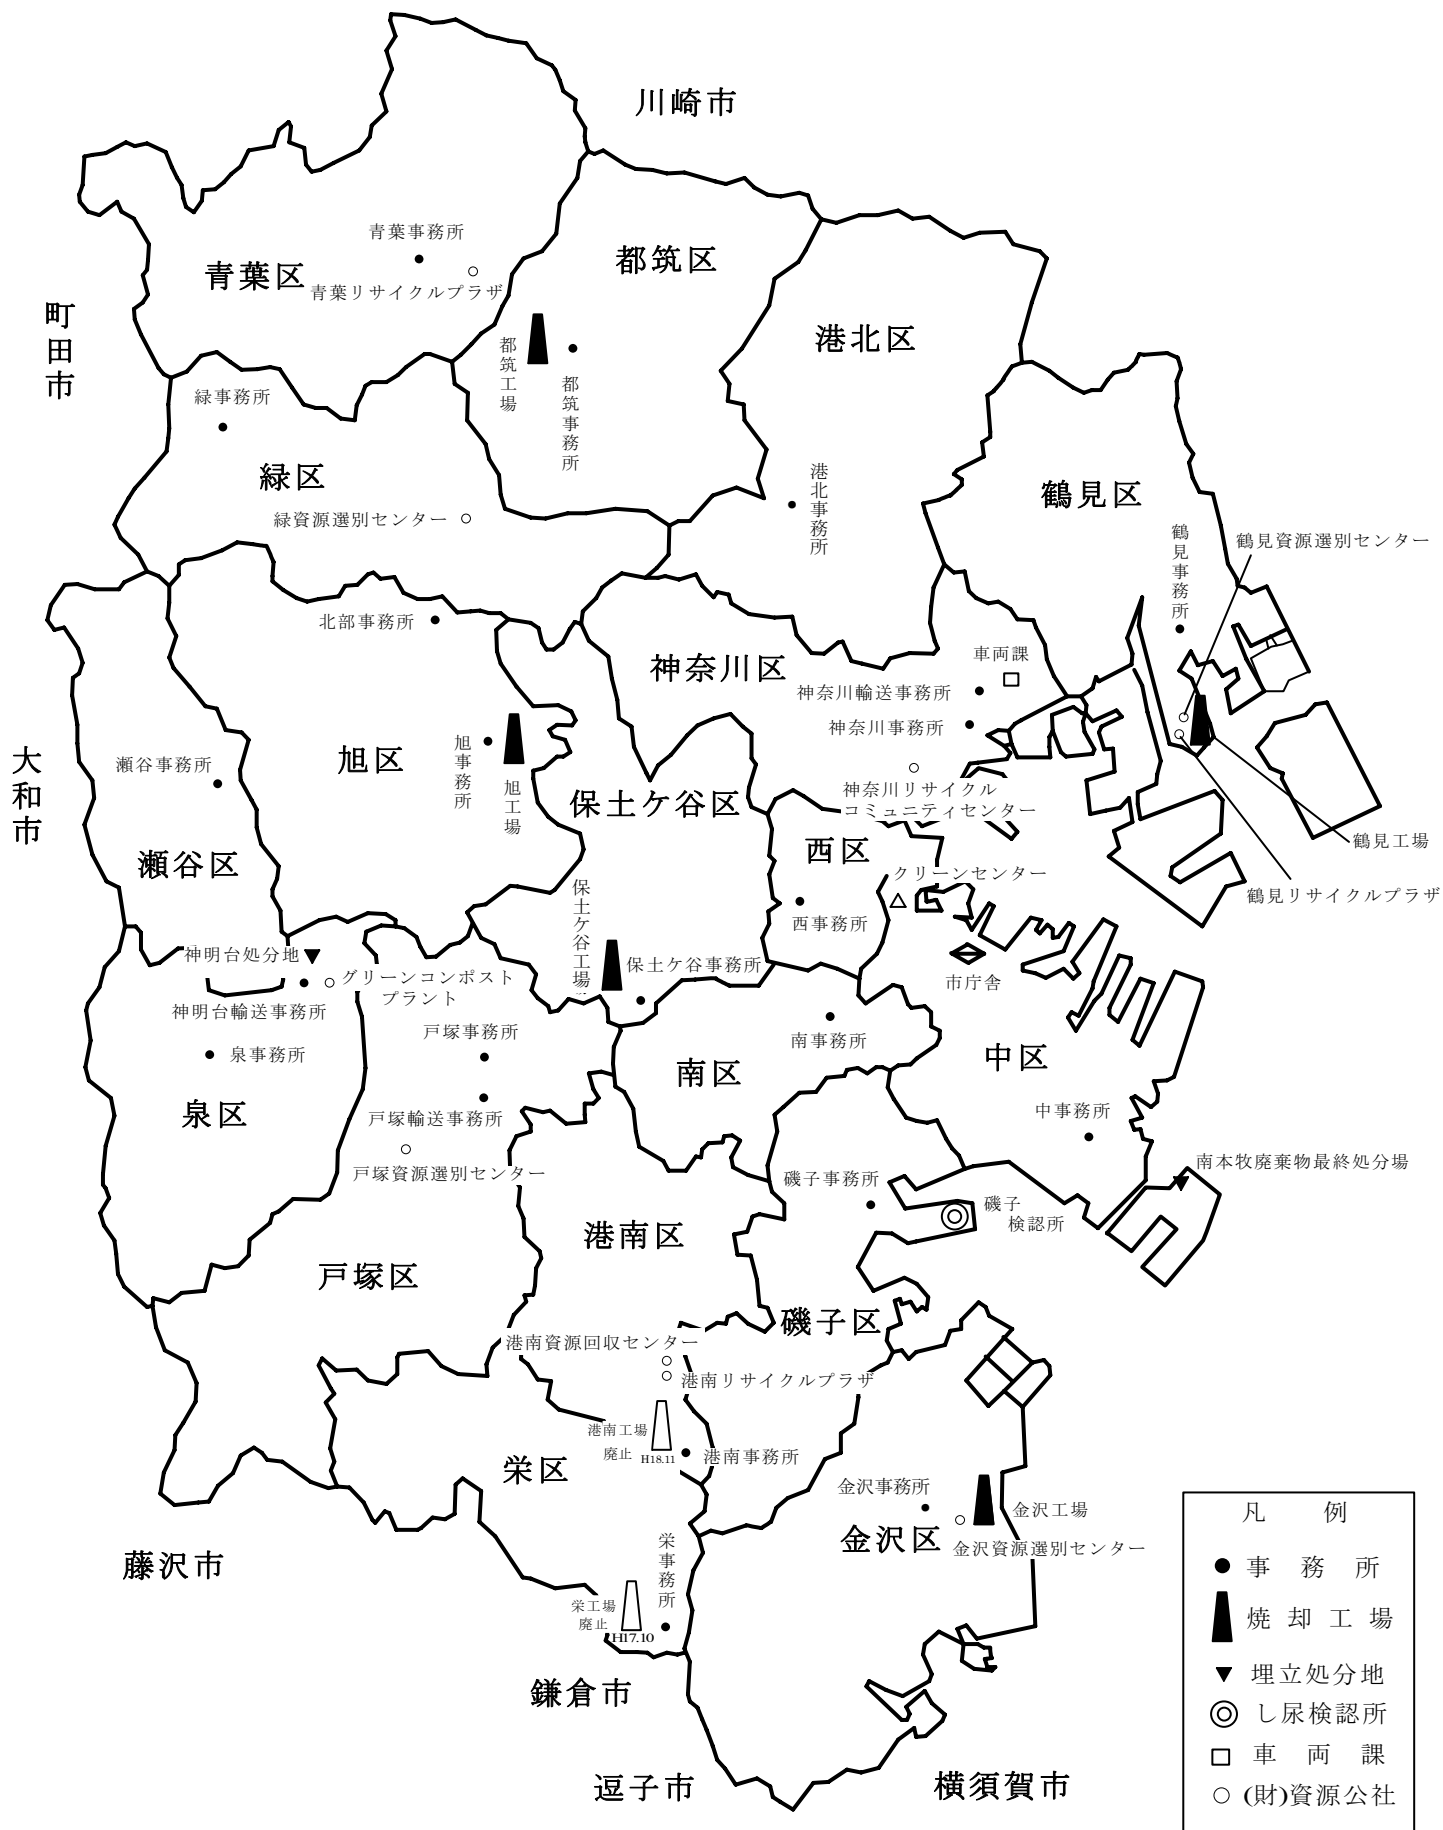 川崎市
青葉事務所
青葉区
都筑区
青葉リサイクルプラザ
町田市
都筑工場
都筑事務所
港北区
緑事務所
緑区
緑資源選別センター
港北事務所
鶴見区
鶴見事務所
鶴見資源選別センター
北部事務所
神奈川区
車両課
神奈川輸送事務所
神奈川事務所
大和市
瀬谷事務所
旭区
旭事務所
旭工場
保土ケ谷区
神奈川リサイクル
コミュニティセンター
鶴見工場
鶴見リサイクルプラザ
瀬谷区
西区
クリーンセンター
保土ケ谷工場
西事務所
神明台処分地
グリーンコンポスト
プラント
保土ケ谷事務所
市庁舎
神明台輸送事務所
戸塚事務所
南事務所
泉事務所
南区
中区
泉区
戸塚輸送事務所
中事務所
戸塚資源選別センター
磯子事務所
南本牧廃棄物最終処分場
磯子
検認所
港南区
戸塚区
磯子区
港南資源回収センター
港南リサイクルプラザ
港南工場
廃止 H18.11
港南事務所
栄区
金沢事務所
金沢工場
金沢区
金沢資源選別センター
藤沢市
栄事務所
栄工場
廃止
H17.10
鎌倉市
逗子市
横須賀市
凡 例
事 務 所
焼 却 工 場
埋立処分地
し尿検認所
車 両 課
(財)資源公社